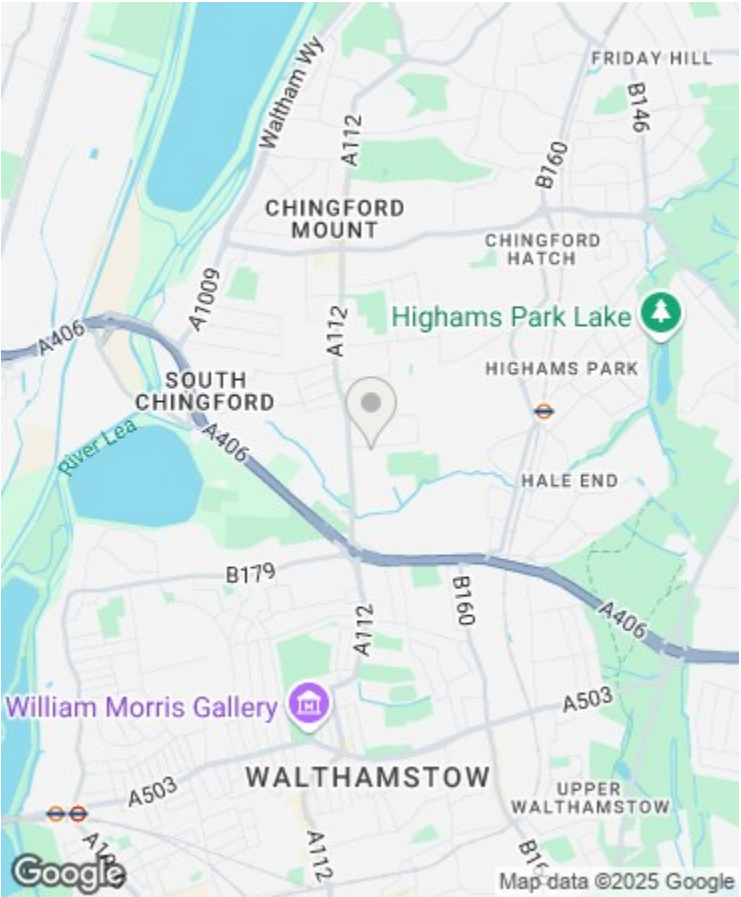 FRIDAY HILL
Waltham Wy
B146
A112
B160
CHINGFORD
MOUNT
CHINGFORD
HATCH
A1009
Highams Park Lake
A112
A406
HIGHAMS PARK
SOUTH
CHINGFORD
River Lea
A406
HALE END
B179
B160
A112
A406
William Morris Gallery
A503
WALTHAMSTOW
A503
UPPER
WALTHAMSTOW
A112
Google
Map data ©2025 Google